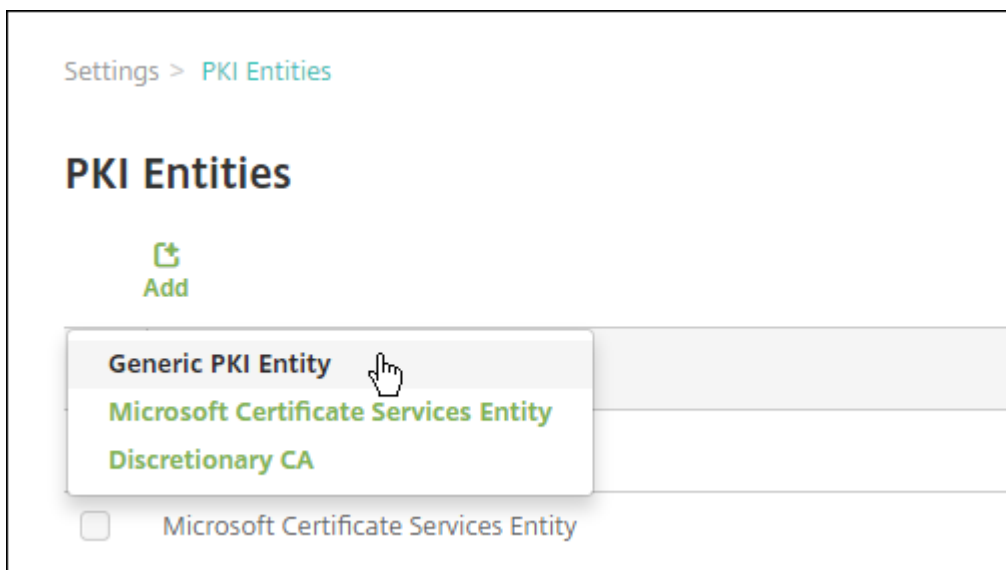 Settings > PKI Entities
PKI Entities
Add
Generic PKI Entity
Microsoft Certificate Services Entity
Discretionary CA
Microsoft Certificate Services Entity